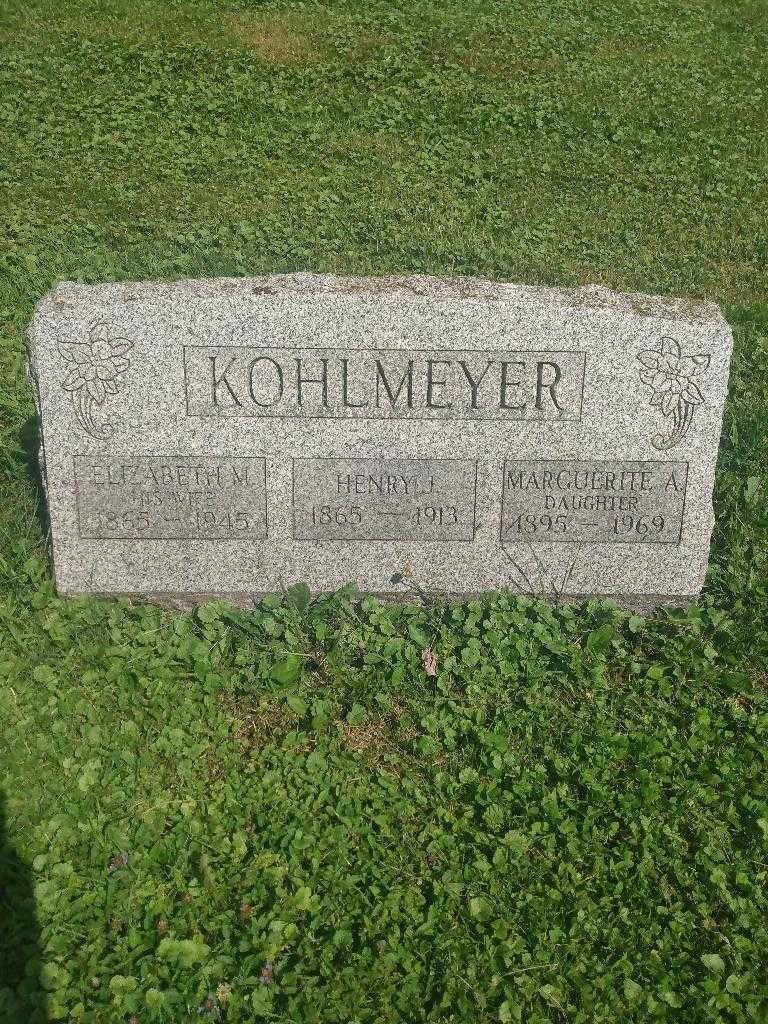 KOHLMEYER
ELIZABETH M.
HIS WIFE
1865 – 1945
HENRY J.
1865 – 1913
MARGUERITE A.
DAUGHTER
1895 – 1969